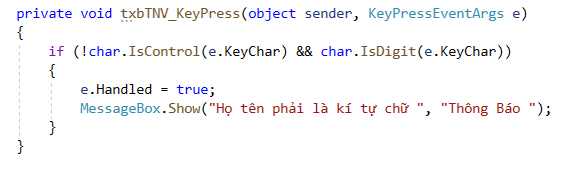 private void txbTNV_KeyPress(object sender, KeyPressEventArgs e)
{
if (!char.IsControl(e.KeyChar) && char.IsDigit(e.KeyChar))
{
e.Handled = true;
MessageBox.Show("Họ tên phải là kí tự chữ ", "Thông Báo ");
}
}